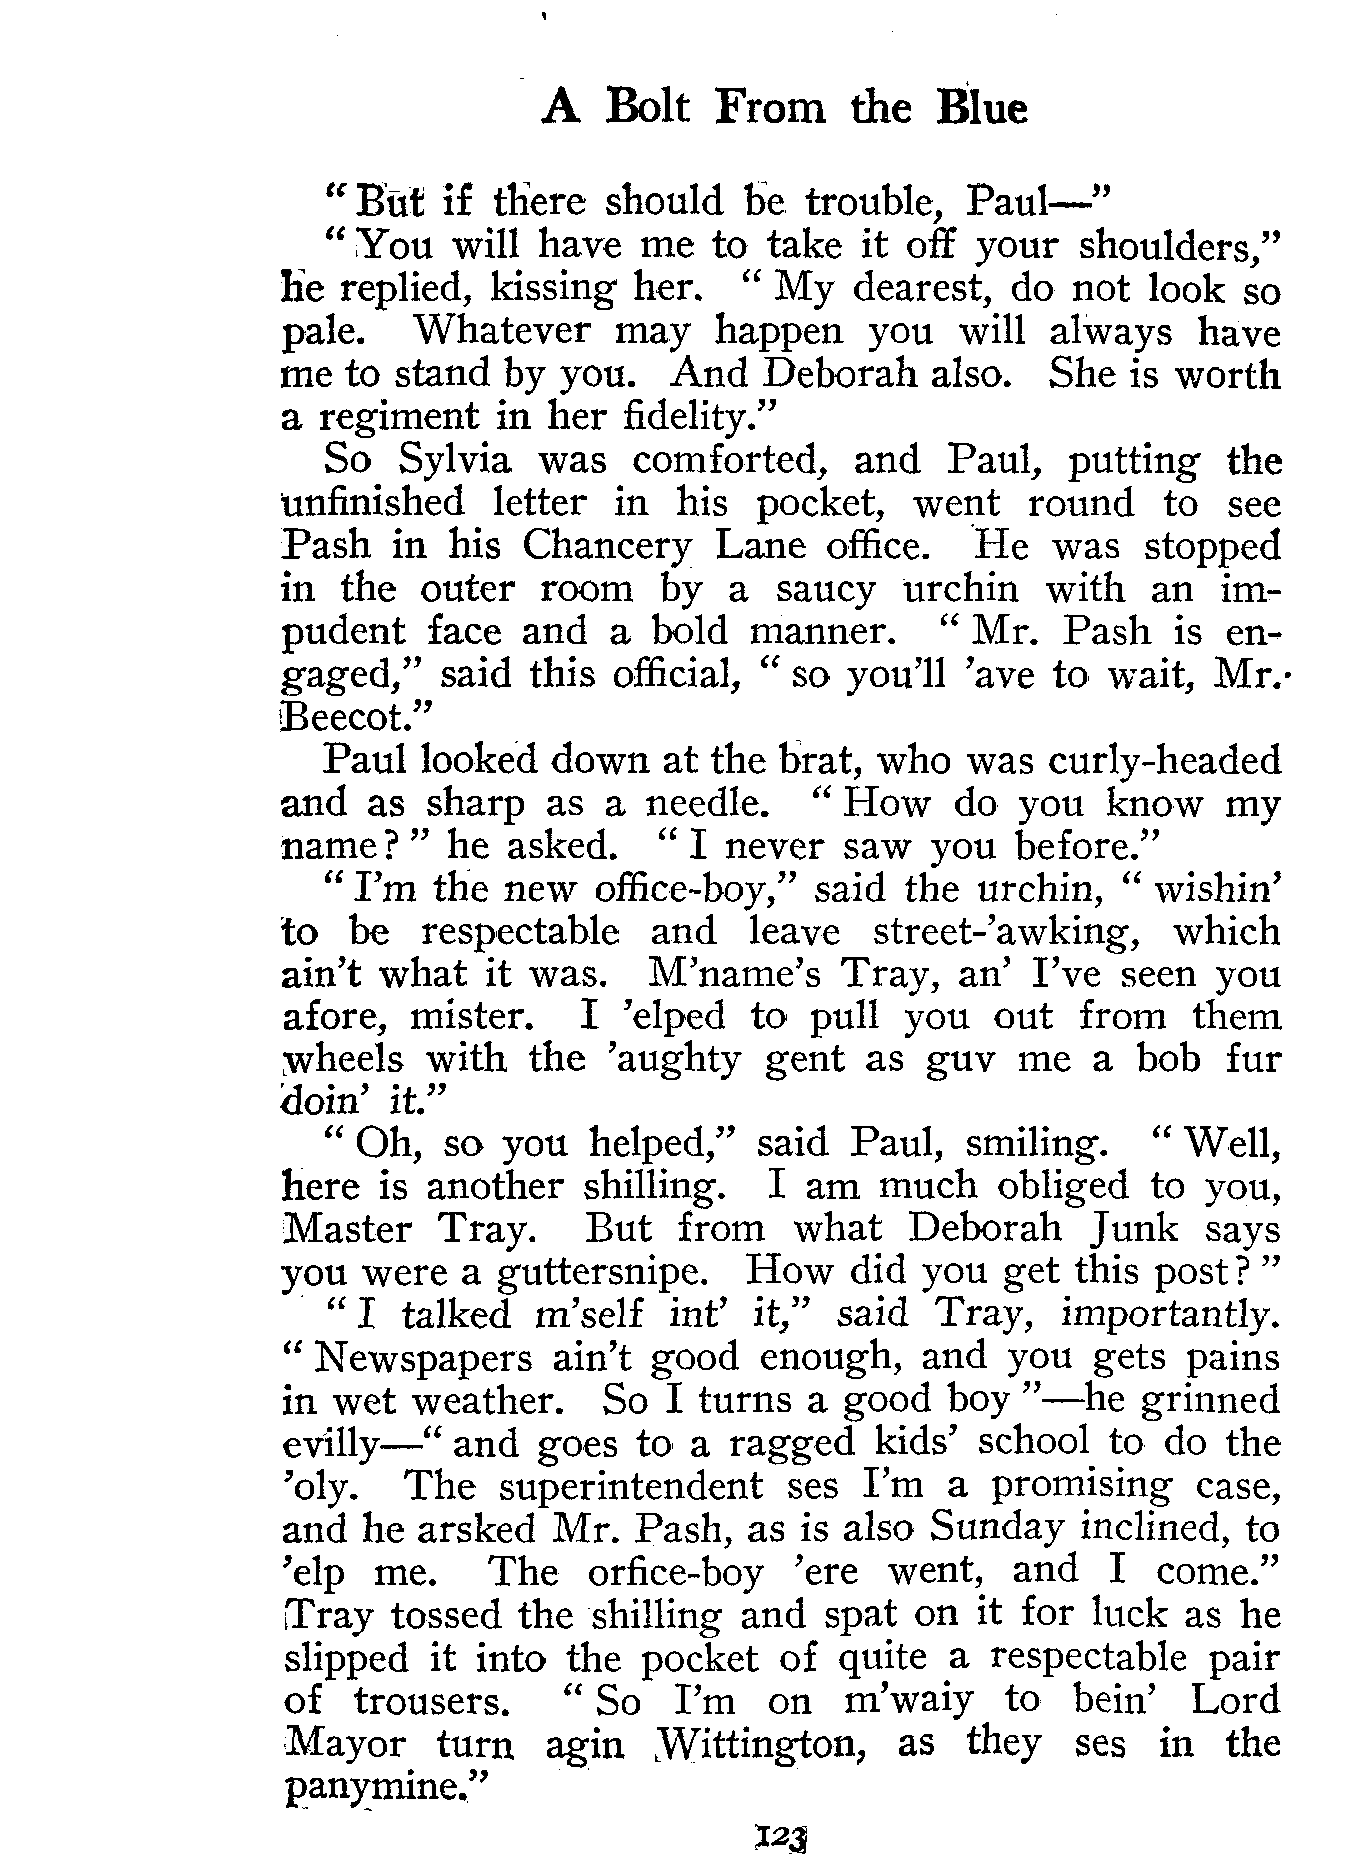 A Bolt From the Blue
“But if there should be trouble, Paul—”
“You will have me to take it off your shoulders,”
he replied, kissing her. “My dearest, do not look so
pale. Whatever may happen you will always have
me to stand by you. And Deborah also. She is worth
a regiment in her fidelity.”
So Sylvia was comforted, and Paul, putting the
unfinished letter in his pocket, went round to see
Pash in his Chancery Lane office. He was stopped
in the outer room by a saucy urchin with an im-
pudent face and a bold manner. “Mr. Pash is en-
gaged,” said this official, “so you’ll ’ave to wait, Mr.
Beecot.”
Paul looked down at the brat, who was curly-headed
and as sharp as a needle. “How do you know my
name?” he asked. “I never saw you before.”
“I’m the new office-boy,” said the urchin, “wishin’
to be respectable and leave street-’awking, which
ain’t what it was. M’name’s Tray, an’ I’ve seen you
afore, mister. I ’elped to pull you out from them
wheels with the ’aughty gent as guv me a bob fur
doin’ it.”
“Oh, so you helped,” said Paul, smiling. “Well,
here is another shilling. I am much obliged to you,
Master Tray. But from what Deborah Junk says
you were a guttersnipe. How did you get this post?”
“I talked m’self int’ it,” said Tray, importantly.
“Newspapers ain’t good enough, and you gets pains
in wet weather. So I turns a good boy”—he grinned
evilly—“and goes to a ragged kids’ school to do the
’oly. The superintendent ses I’m a promising case,
and he arsked Mr. Pash, as is also Sunday inclined, to
’elp me. The orfice-boy ’ere went, and I come.”
Tray tossed the shilling and spat on it for luck as he
slipped it into the pocket of quite a respectable pair
of trousers. “So I’m on m’waiy to bein’ Lord
Mayor turn agin Wittington, as they ses in the
panymine.”
123